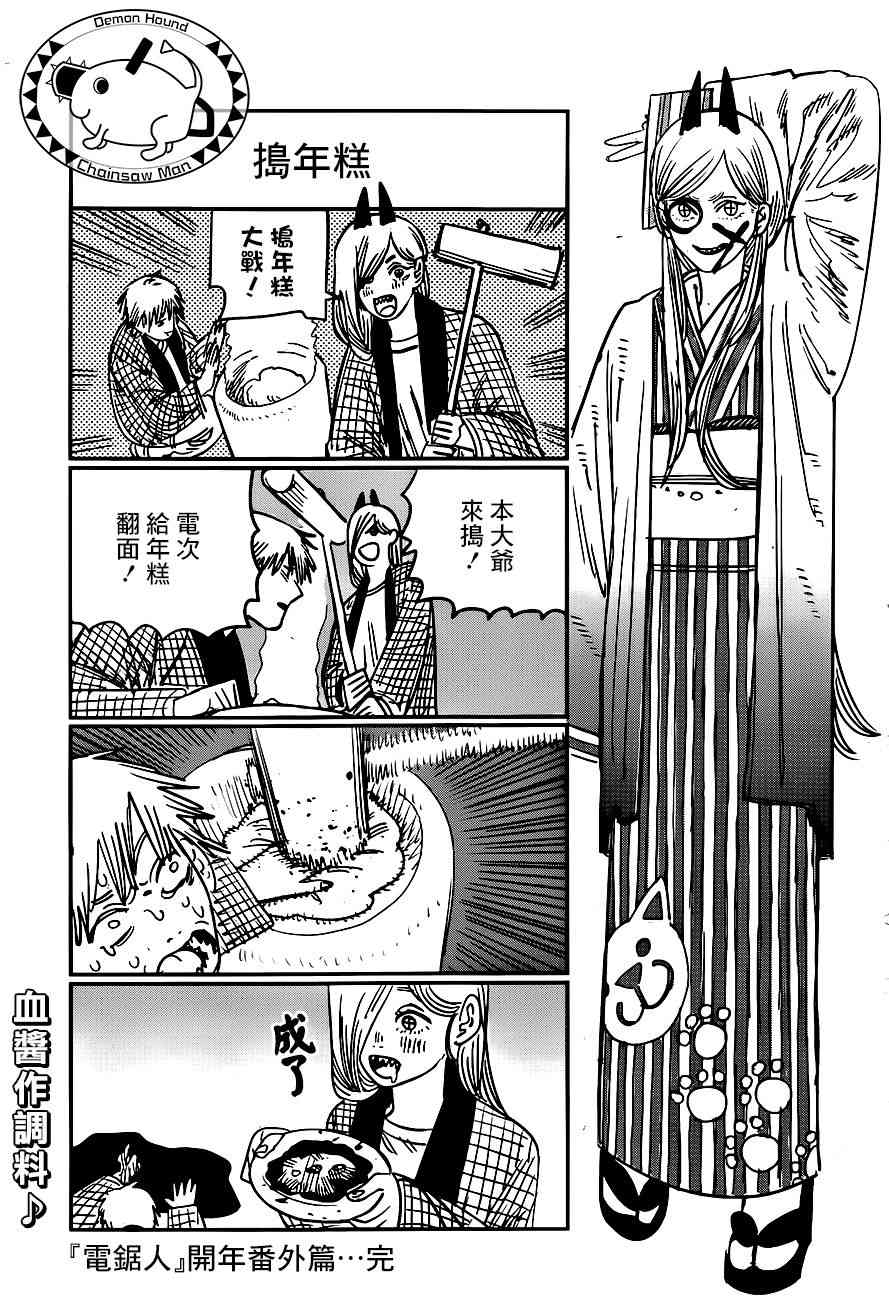 Demon Hound
Chainsaw Man
搗年糕
搗年糕
大戰！
本大爺
來搗！
電次
給年糕
翻面！
成了
血醬作調料♪
『電鋸人』開年番外篇…完